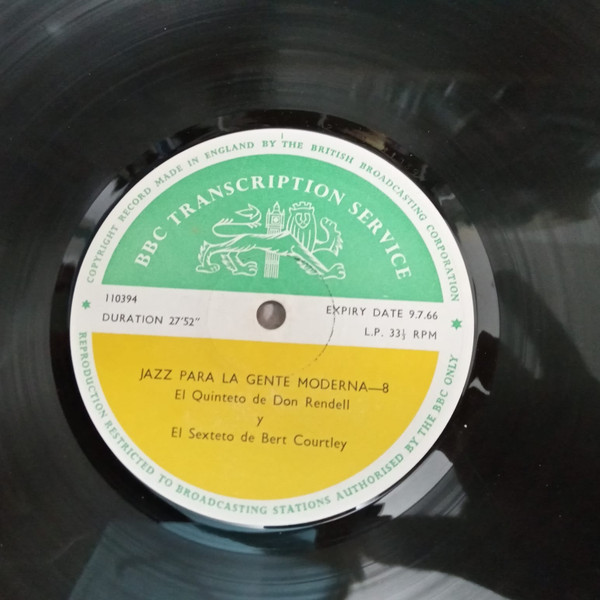 COPYRIGHT RECORD MADE IN ENGLAND BY THE BRITISH BROADCASTING CORPORATION
BBC TRANSCRIPTION SERVICE
110394
EXPIRY DATE 9.7.66
DURATION 27'52"
L.P. 33⅓ RPM
JAZZ PARA LA GENTE MODERNA—8
El Quinteto de Don Rendell
y
El Sexteto de Bert Courtley
REPRODUCTION RESTRICTED TO BROADCASTING STATIONS AUTHORISED BY THE BBC ONLY